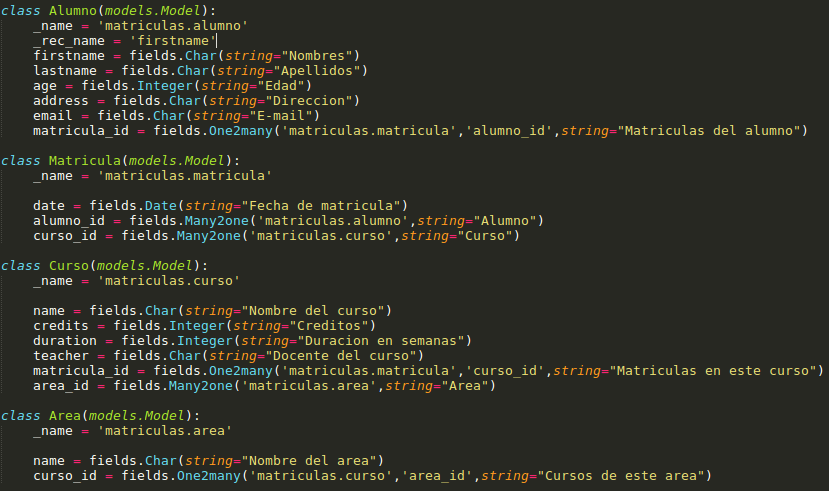 class Alumno(models.Model):
    _name = 'matriculas.alumno'
    _rec_name = 'firstname'
    firstname = fields.Char(string="Nombres")
    lastname = fields.Char(string="Apellidos")
    age = fields.Integer(string="Edad")
    address = fields.Char(string="Direccion")
    email = fields.Char(string="E-mail")
    matricula_id = fields.One2many('matriculas.matricula','alumno_id',string="Matriculas del alumno")

class Matricula(models.Model):
    _name = 'matriculas.matricula'

    date = fields.Date(string="Fecha de matricula")
    alumno_id = fields.Many2one('matriculas.alumno',string="Alumno")
    curso_id = fields.Many2one('matriculas.curso',string="Curso")

class Curso(models.Model):
    _name = 'matriculas.curso'

    name = fields.Char(string="Nombre del curso")
    credits = fields.Integer(string="Creditos")
    duration = fields.Integer(string="Duracion en semanas")
    teacher = fields.Char(string="Docente del curso")
    matricula_id = fields.One2many('matriculas.matricula','curso_id',string="Matriculas en este curso")
    area_id = fields.Many2one('matriculas.area',string="Area")

class Area(models.Model):
    _name = 'matriculas.area'

    name = fields.Char(string="Nombre del area")
    curso_id = fields.One2many('matriculas.curso','area_id',string="Cursos de este area")